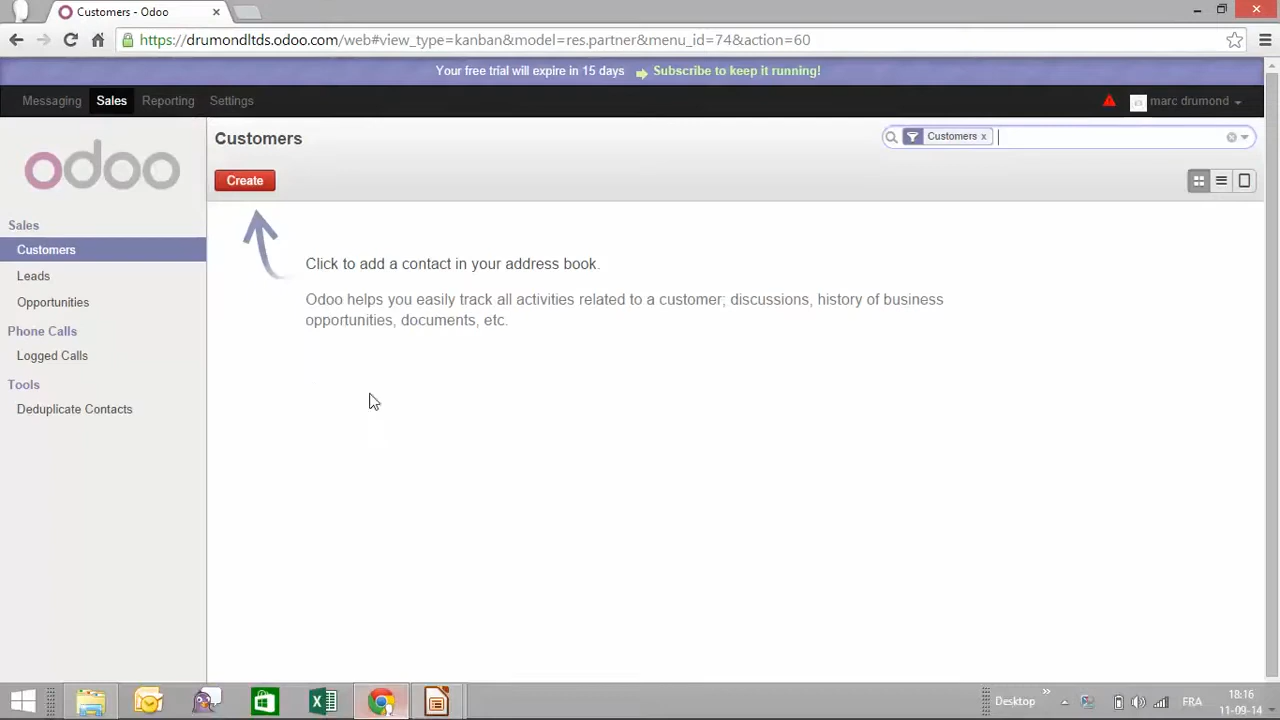 Customers - Odoo
https://drumondltds.odoo.com/web#view_type=kanban&model=res.partner&menu_id=74&action=60
Your free trial will expire in 15 days Subscribe to keep it running!
Messaging Sales Reporting Settings marc drumond
odoo
Customers
Customers x
Create
Sales
Customers
Leads
Opportunities
Phone Calls
Logged Calls
Tools
Deduplicate Contacts
Click to add a contact in your address book.
Odoo helps you easily track all activities related to a customer; discussions, history of business
opportunities, documents, etc.
Desktop
FRA
18:16
11-09-14